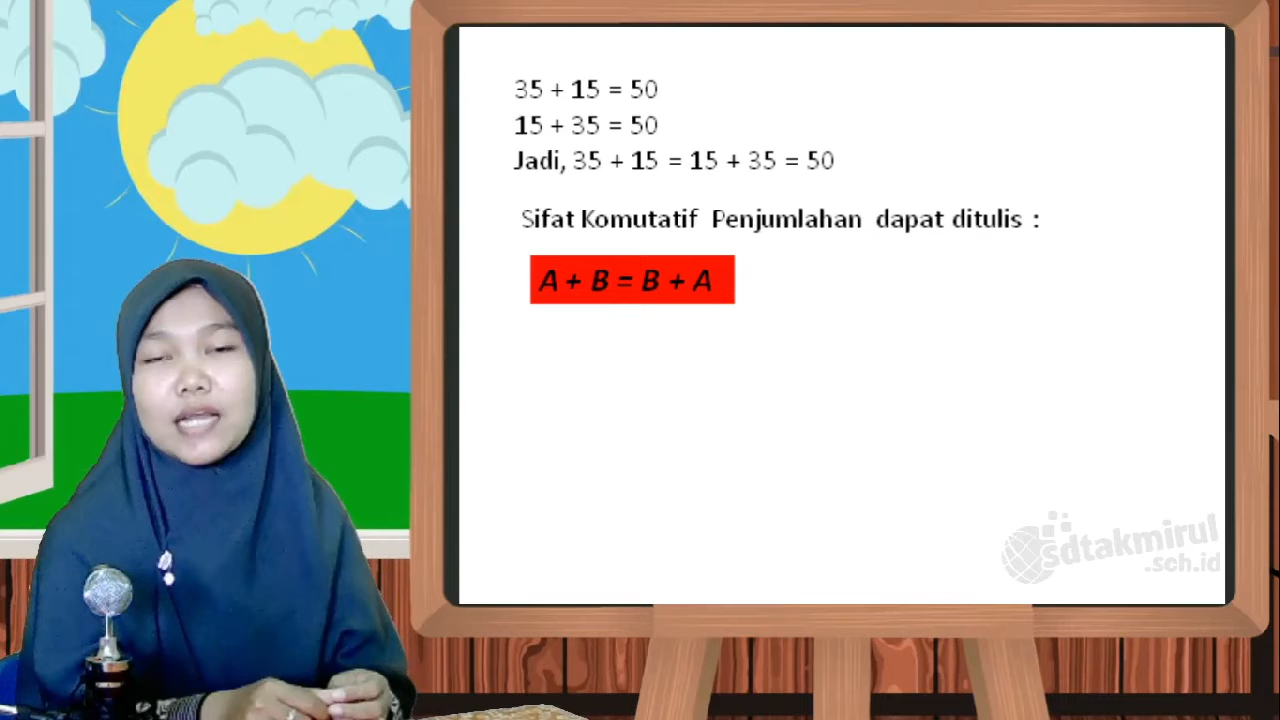 35 + 15 = 50
15 + 35 = 50
Jadi, 35 + 15 = 15 + 35 = 50
Sifat Komutatif Penjumlahan dapat ditulis :
A + B = B + A
sdtakmirul
.sch.id